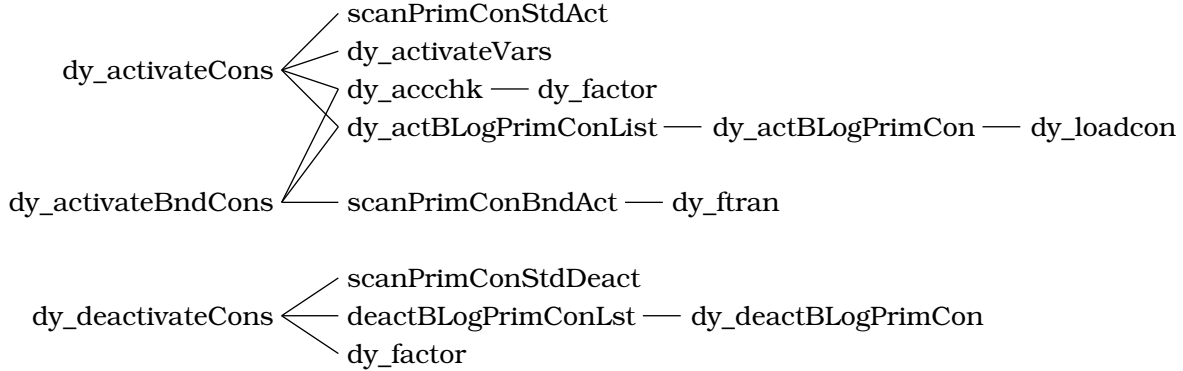 scanPrimConStdAct
dy_activateVars
dy_activateCons
dy_accchk dy_factor
dy_actBLogPrimConList dy_actBLogPrimCon dy_loadcon
dy_activateBndCons scanPrimConBndAct dy_ftran
scanPrimConStdDeact
dy_deactivateCons deactBLogPrimConLst dy_deactBLogPrimCon
dy_factor